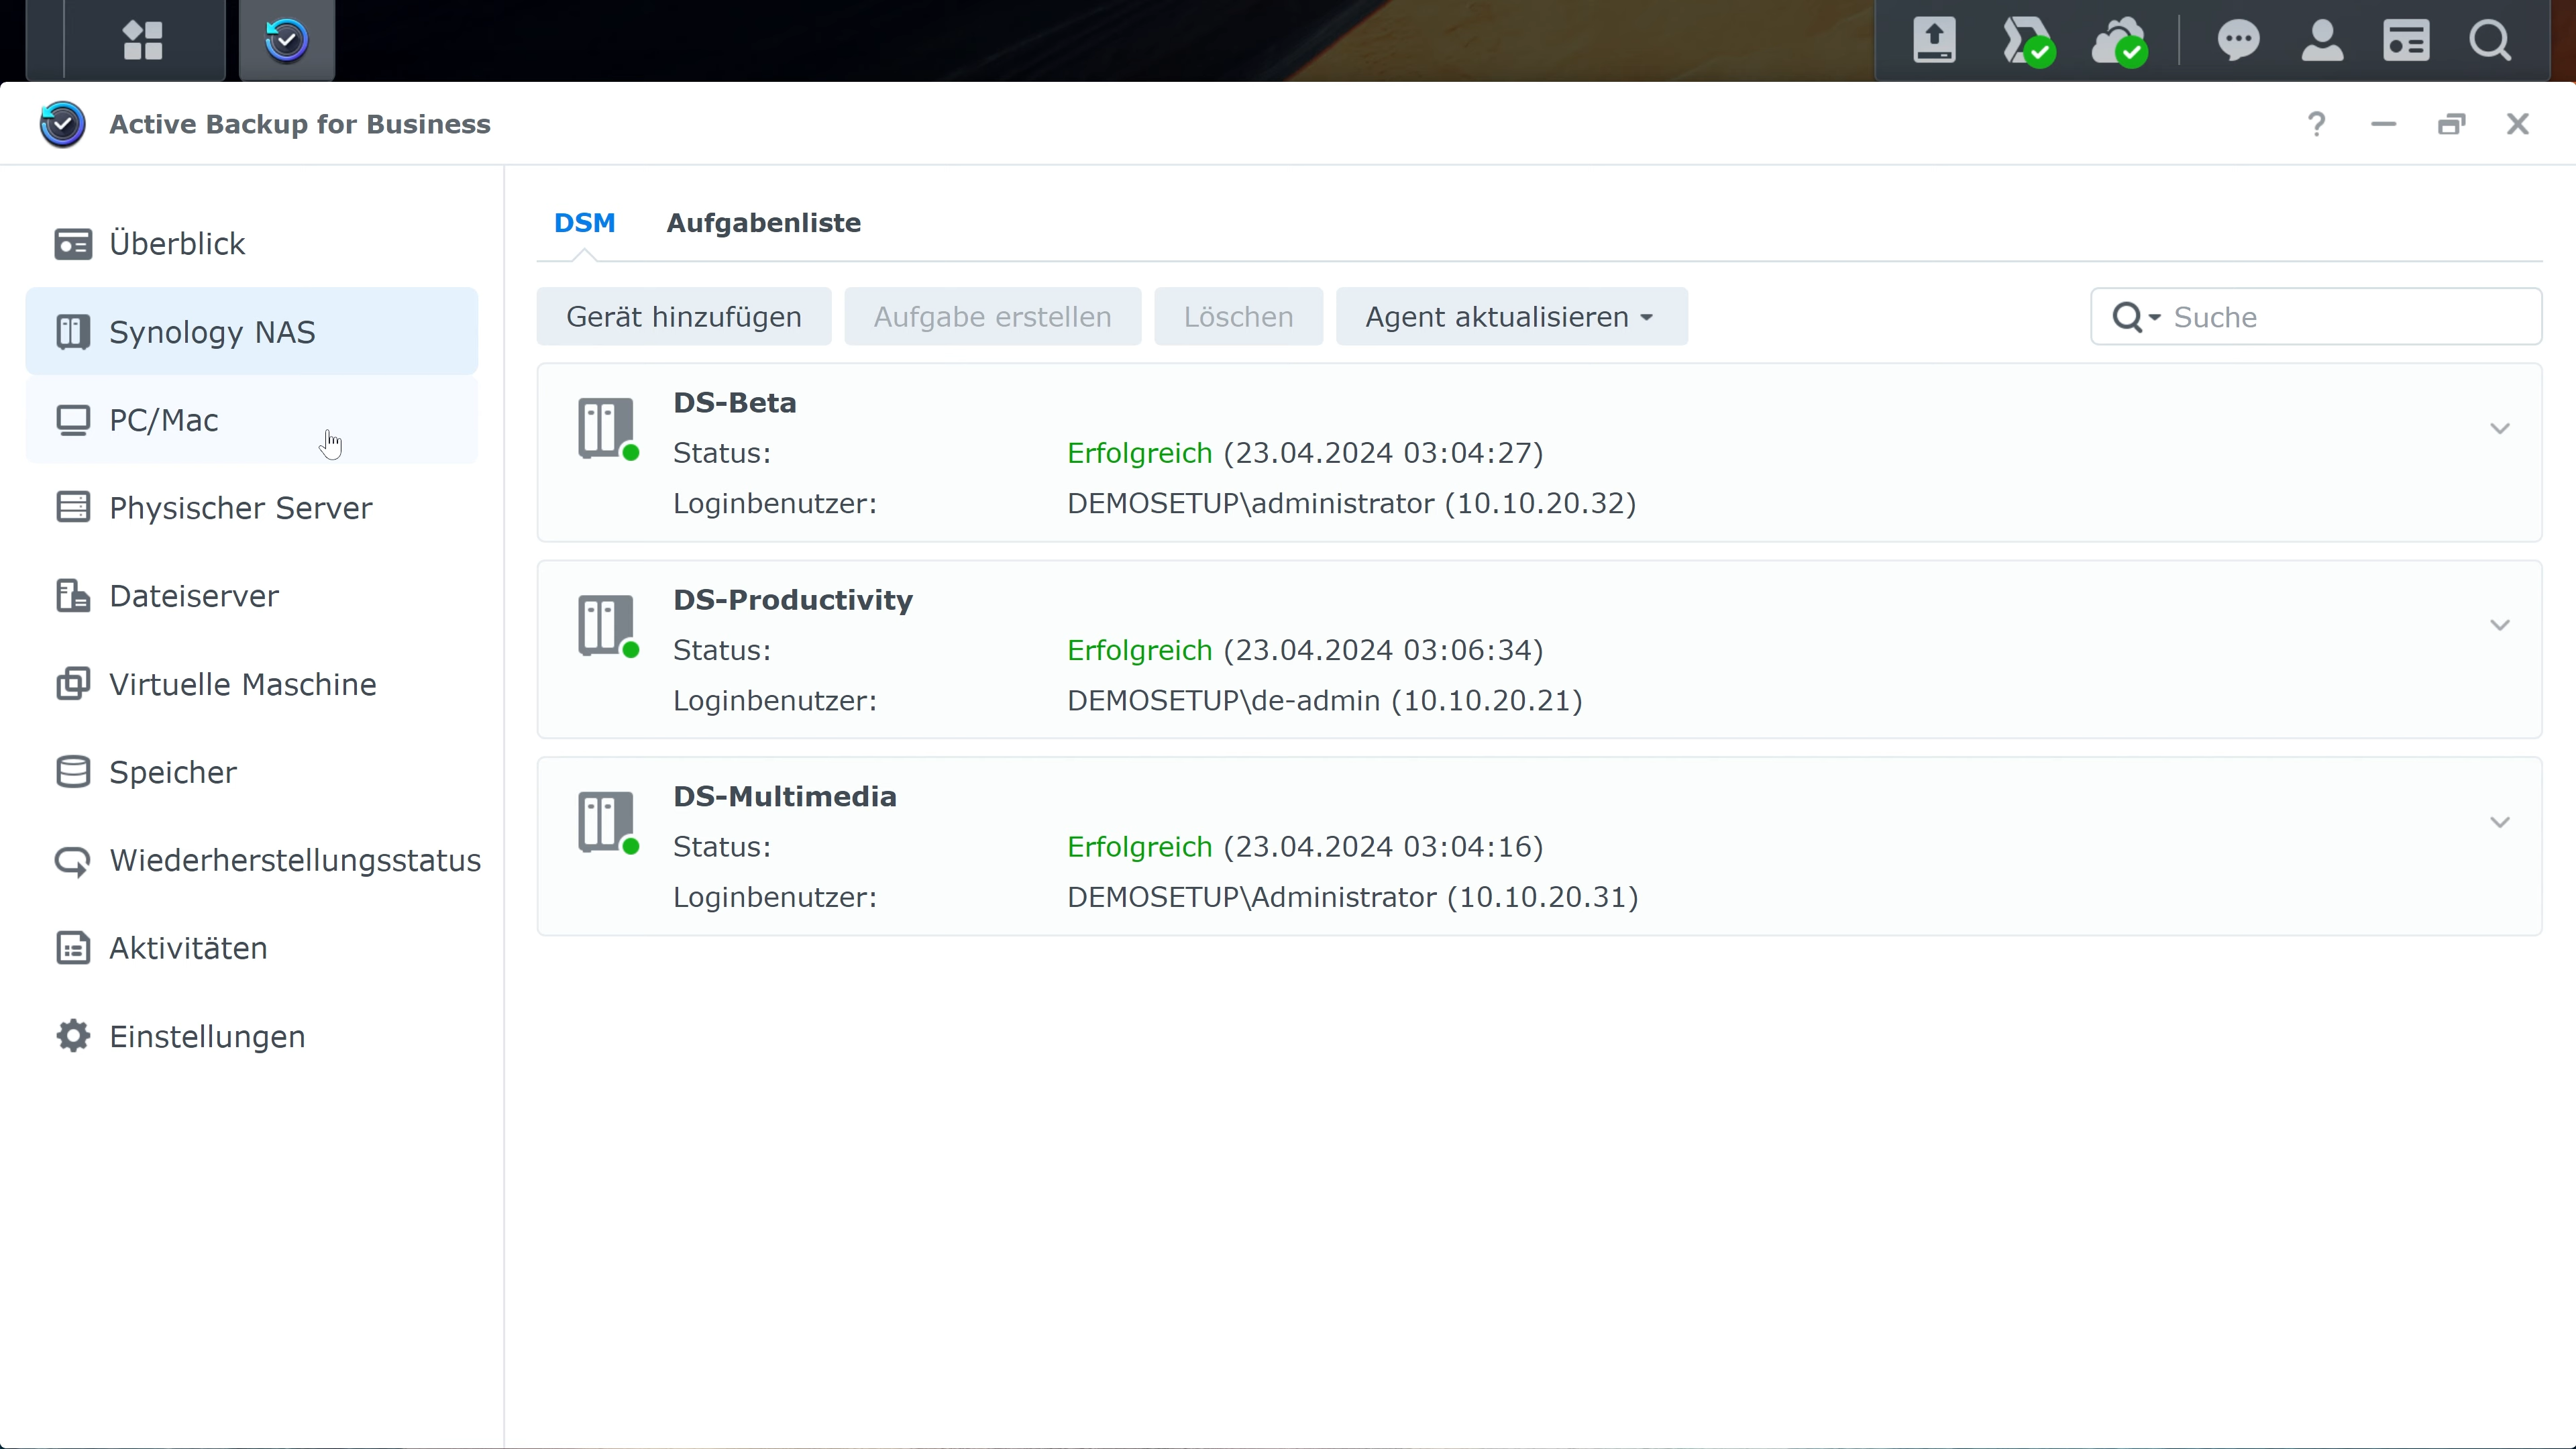 Active Backup for Business
Überblick
Synology NAS
PC/Mac
Physischer Server
Dateiserver
Virtuelle Maschine
Speicher
Wiederherstellungsstatus
Aktivitäten
Einstellungen
DSM Aufgabenliste
Gerät hinzufügen Aufgabe erstellen Löschen Agent aktualisieren Suche
DS-Beta
Status: Erfolgreich (23.04.2024 03:04:27)
Loginbenutzer: DEMOSETUP\administrator (10.10.20.32)
DS-Productivity
Status: Erfolgreich (23.04.2024 03:06:34)
Loginbenutzer: DEMOSETUP\de-admin (10.10.20.21)
DS-Multimedia
Status: Erfolgreich (23.04.2024 03:04:16)
Loginbenutzer: DEMOSETUP\Administrator (10.10.20.31)